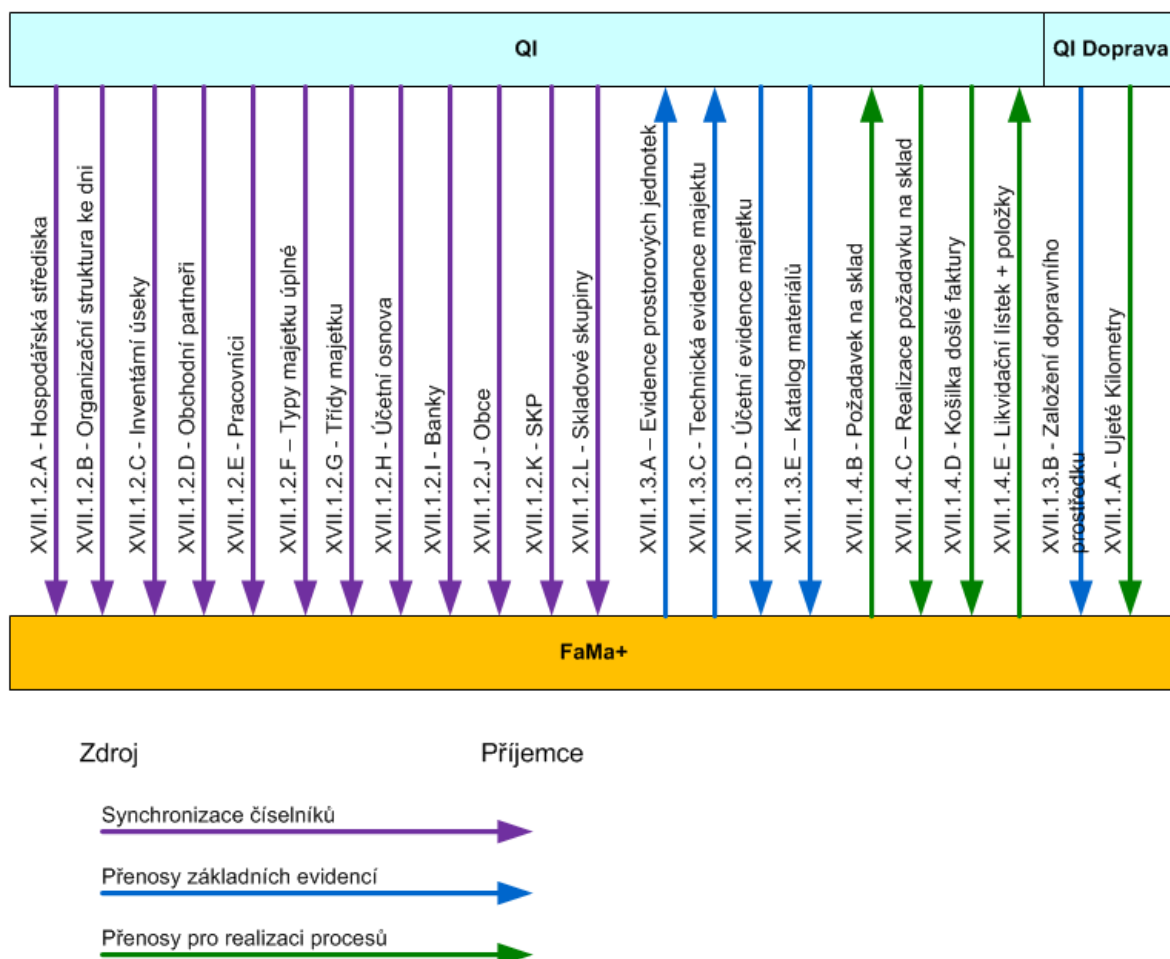 QI
QI Doprava
XVII.1.2.A - Hospodářská střediska
XVII.1.2.B - Organizační struktura ke dni
XVII.1.2.C - Inventární úseky
XVII.1.2.D - Obchodní partneři
XVII.1.2.E - Pracovníci
XVII.1.2.F – Typy majetku úplné
XVII.1.2.G - Třídy majetku
XVII.1.2.H - Účetní osnova
XVII.1.2.I - Banky
XVII.1.2.J - Obce
XVII.1.2.K - SKP
XVII.1.2.L - Skladové skupiny
XVII.1.3.A – Evidence prostorových jednotek
XVII.1.3.C - Technická evidence majektu
XVII.1.3.D - Účetní evidence majetku
XVII.1.3.E – Katalog materiálů
XVII.1.4.B - Požadavek na sklad
XVII.1.4.C – Realizace požadavku na sklad
XVII.1.4.D - Košilka došlé faktury
XVII.1.4.E - Likvidační lístek + položky
XVII.1.3.B - Založení dopravního
prostředku
XVII.1.A - Ujeté Kilometry
FaMa+
Zdroj
Příjemce
Synchronizace číselníků
Přenosy základních evidencí
Přenosy pro realizaci procesů